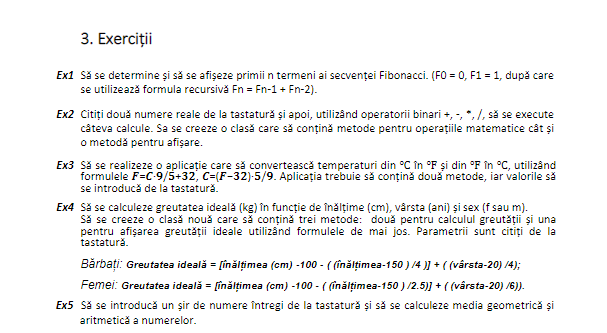 3. Exerciții
Ex1 Să se determine și să se afișeze primii n termeni ai secvenței Fibonacci. (F0 = 0, F1 = 1, după care
se utilizează formula recursivă Fn = Fn-1 + Fn-2).
Ex2 Citiți două numere reale de la tastatură și apoi, utilizând operatorii binari +, -, *, /, să se execute
câteva calcule. Sa se creeze o clasă care să conțină metode pentru operațiile matematice cât și
o metodă pentru afișare.
Ex3 Să se realizeze o aplicație care să convertească temperaturi din °C în °F și din °F în °C, utilizând
formulele F=C·9/5+32, C=(F−32)·5/9. Aplicația trebuie să conțină două metode, iar valorile să
se introducă de la tastatură.
Ex4 Să se calculeze greutatea ideală (kg) în funcție de înălțime (cm), vârsta (ani) și sex (f sau m).
Să se creeze o clasă nouă care să conțină trei metode: două pentru calculul greutății și una
pentru afișarea greutății ideale utilizând formulele de mai jos. Parametrii sunt citiți de la
tastatură.
Bărbați: Greutatea ideală = [înălțimea (cm) -100 - ( (înălțimea-150 ) /4 )] + ( (vârsta-20) /4);
Femei: Greutatea ideală = [înălțimea (cm) -100 - ( (înălțimea-150 ) /2.5)] + ( (vârsta-20) /6)).
Ex5 Să se introducă un șir de numere întregi de la tastatură și să se calculeze media geometrică și
aritmetică a numerelor.